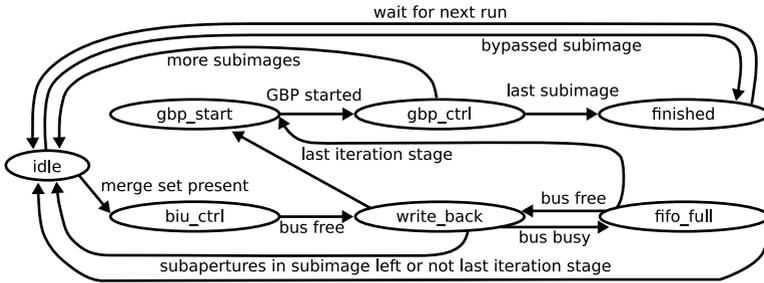 wait for next run
bypassed subimage
more subimages
GBP started
last subimage
gbp_start
gbp_ctrl
finished
last iteration stage
idle
merge set present
bus free
biu_ctrl
write_back
fifo_full
bus free
bus busy
subapertures in subimage left or not last iteration stage